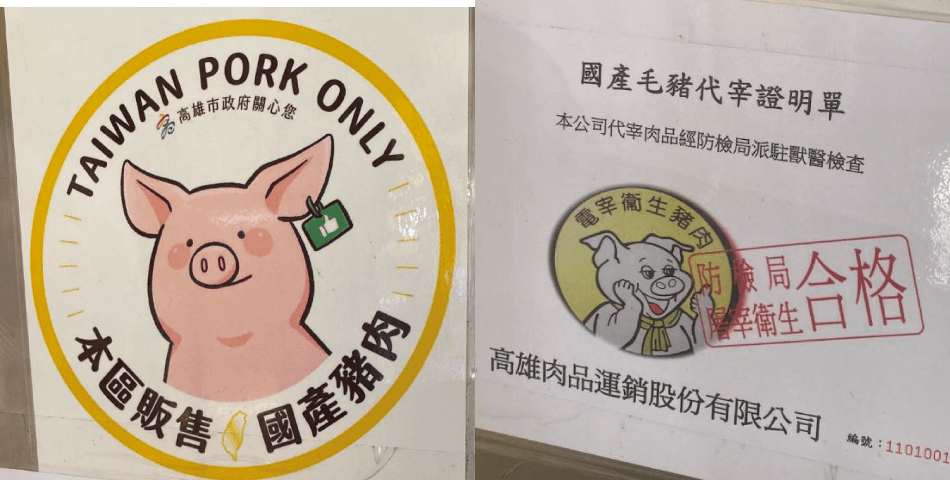 TAIWAN PORK ONLY
高雄市政府關心您
本區販售 國產豬肉
國產毛豬代宰證明單
本公司代宰肉品經防檢局派駐獸醫檢查
電宰衛生豬肉
防檢局
屠宰衛生
合格
高雄肉品運銷股份有限公司
編號：1101001